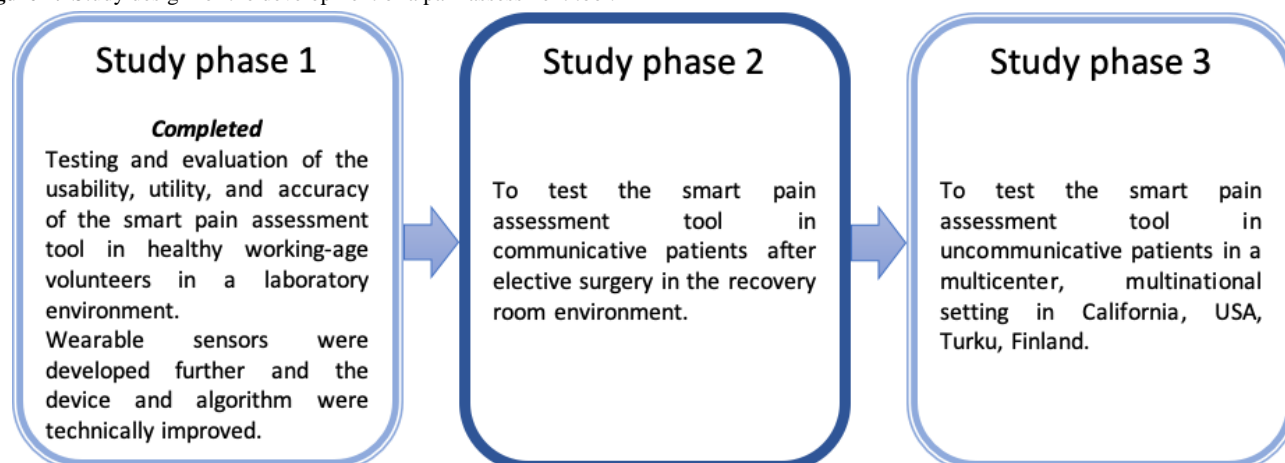 Study phase 1
Completed
Testing and evaluation of the
usability, utility, and accuracy
of the smart pain assessment
tool in healthy working-age
volunteers in a laboratory
environment.
Wearable sensors were
developed further and the
device and algorithm were
technically improved.
Study phase 2
To test the smart pain
assessment tool in
communicative patients after
elective surgery in the recovery
room environment.
Study phase 3
To test the smart pain
assessment tool in
uncommunicative patients in a
multicenter, multinational
setting in California, USA,
Turku, Finland.